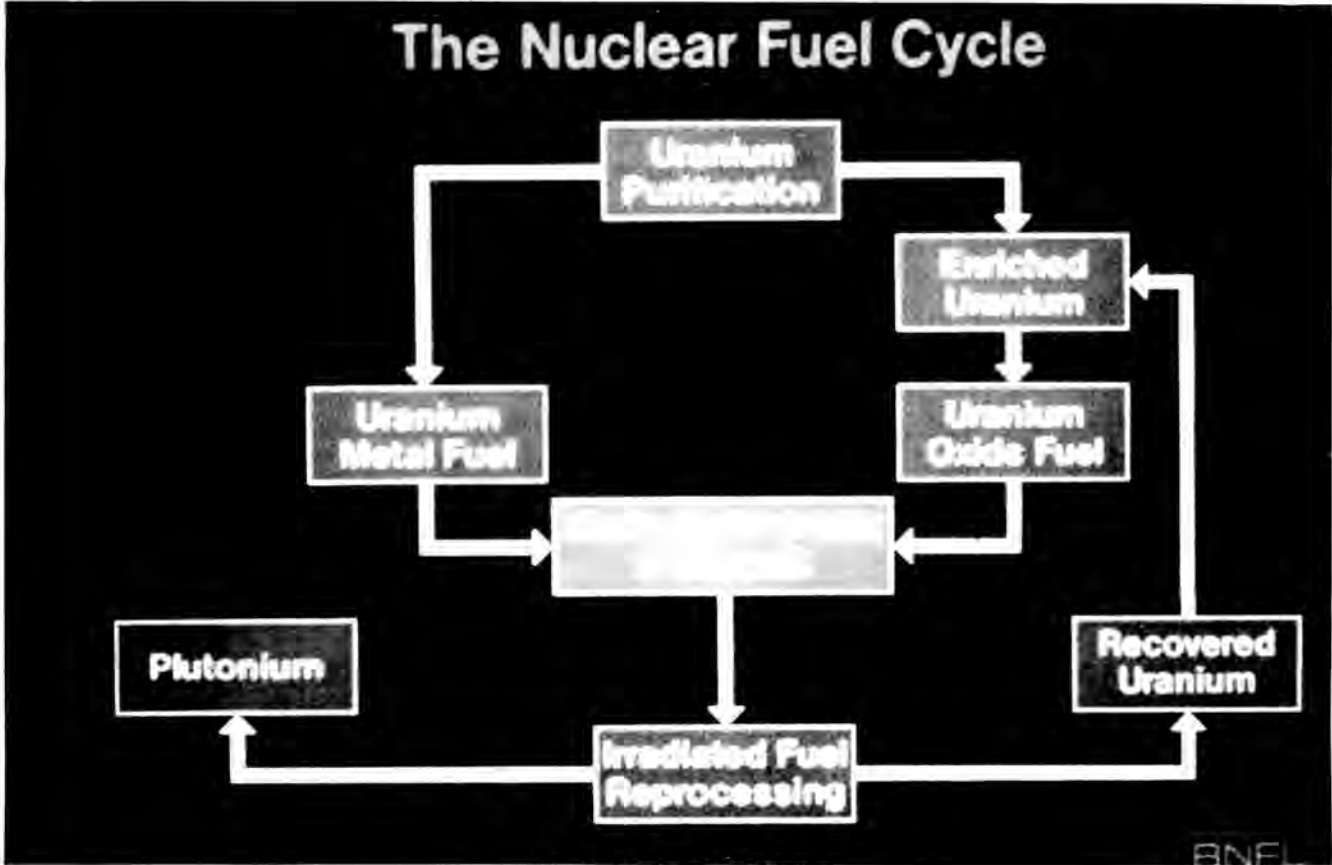 The Nuclear Fuel Cycle
Uranium
Purification
Enriched
Uranium
Uranium
Metal Fuel
Uranium
Oxide Fuel
Plutonium
Recovered
Uranium
Irradiated Fuel
Reprocessing
BNFL